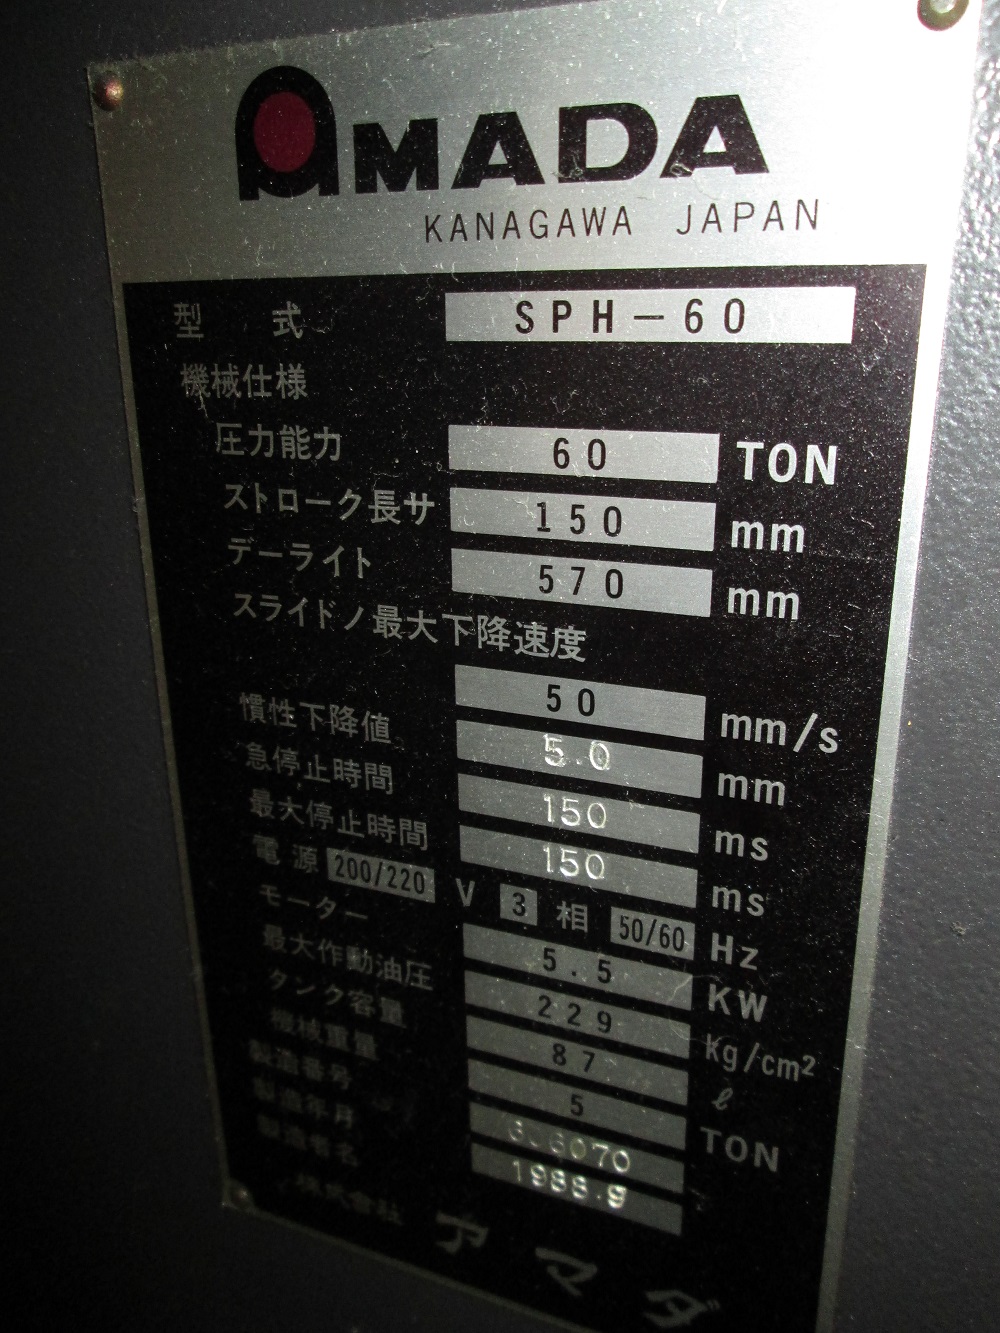 AMADA
KANAGAWA JAPAN
型 式 SPH-60
機械仕様
圧力能力 60 TON
ストローク長サ 150 mm
デーライト 570 mm
スライドノ最大下降速度
50 mm/s
慣性下降値 5.0 mm
急停止時間 150 ms
最大停止時間 150 ms
電源 200/220 V 3 相 50/60 Hz
モーター 5.5 KW
最大作動油圧 229 Kg/cm²
タンク容量 87 ℓ
機械重量 5 TON
製造番号
製造年月 1988.9
製造者名
株式会社 アマダ